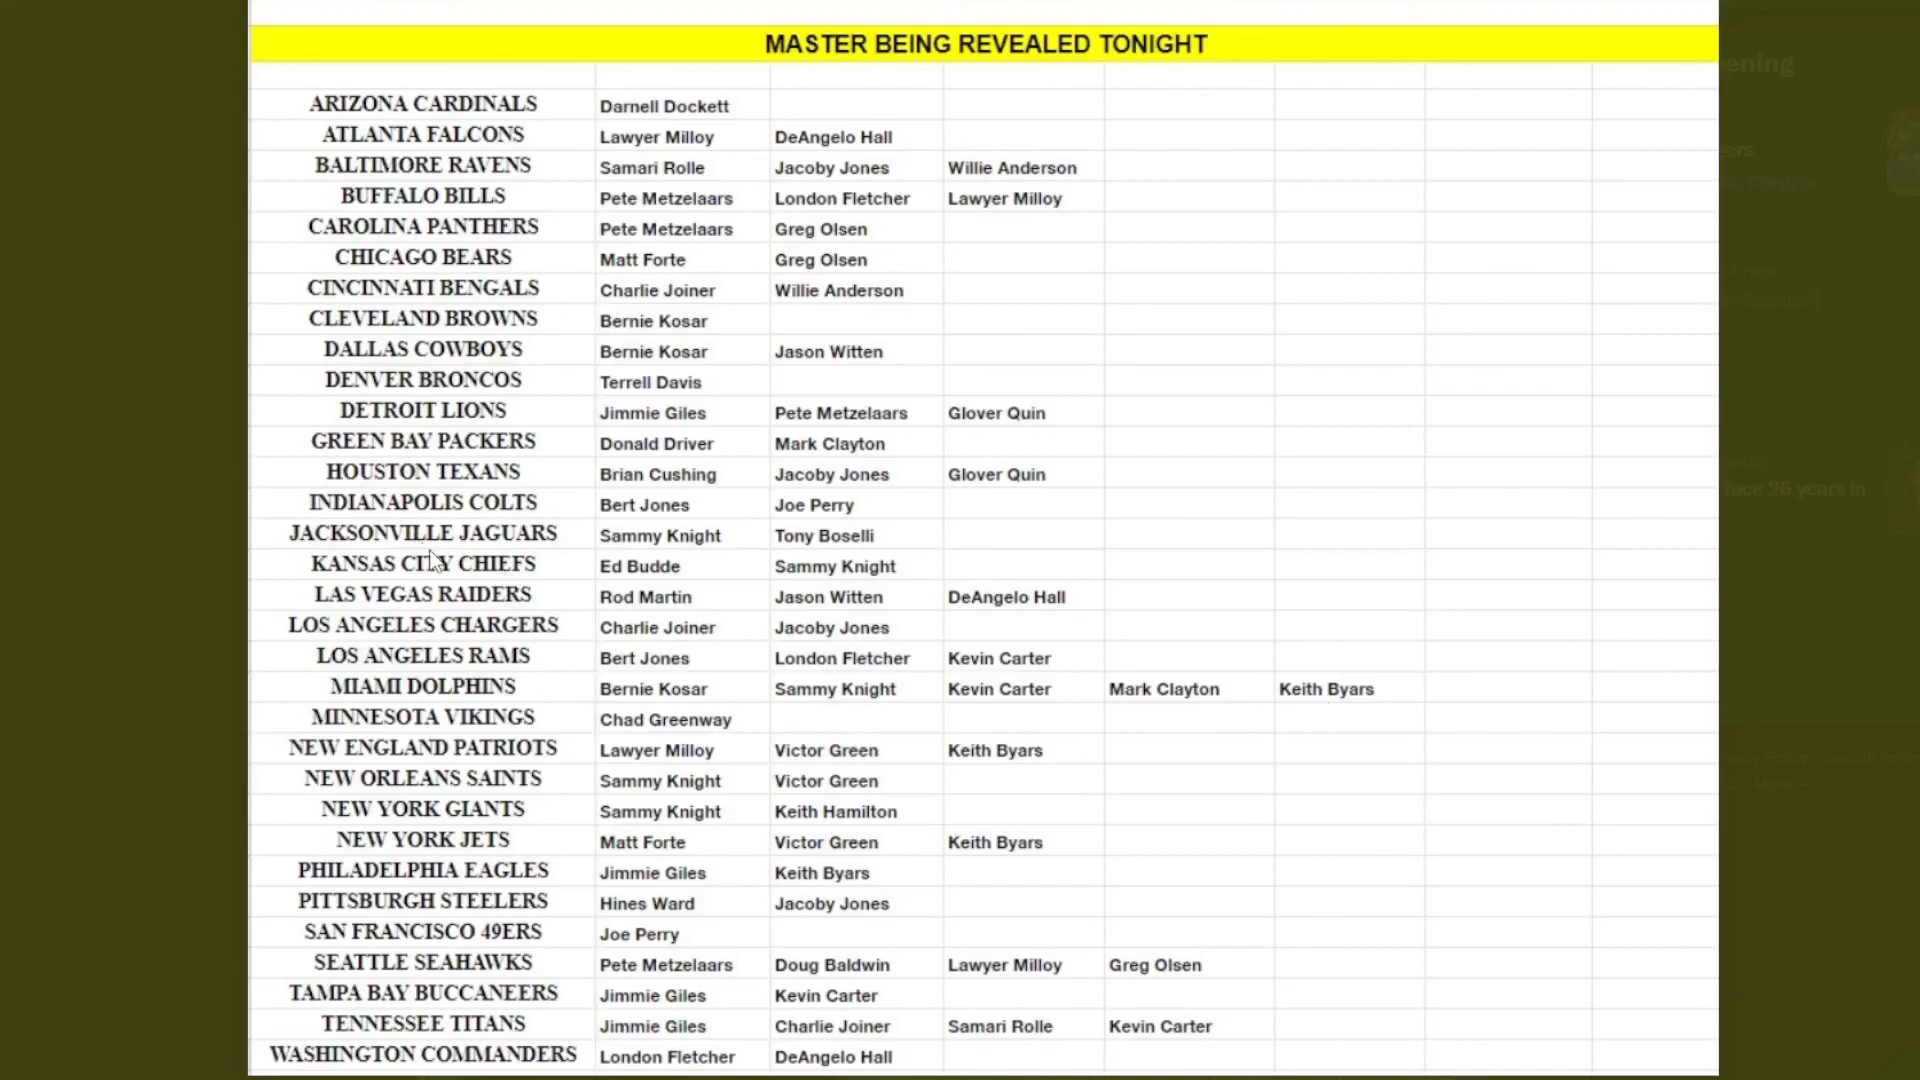 MASTER BEING REVEALED TONIGHT
ARIZONA CARDINALS Darnell Dockett
ATLANTA FALCONS Lawyer Milloy DeAngelo Hall
BALTIMORE RAVENS Samari Rolle Jacoby Jones Willie Anderson
BUFFALO BILLS Pete Metzelaars London Fletcher Lawyer Milloy
CAROLINA PANTHERS Pete Metzelaars Greg Olsen
CHICAGO BEARS Matt Forte Greg Olsen
CINCINNATI BENGALS Charlie Joiner Willie Anderson
CLEVELAND BROWNS Bernie Kosar
DALLAS COWBOYS Bernie Kosar Jason Witten
DENVER BRONCOS Terrell Davis
DETROIT LIONS Jimmie Giles Pete Metzelaars Glover Quin
GREEN BAY PACKERS Donald Driver Mark Clayton
HOUSTON TEXANS Brian Cushing Jacoby Jones Glover Quin
INDIANAPOLIS COLTS Bert Jones Joe Perry
JACKSONVILLE JAGUARS Sammy Knight Tony Boselli
KANSAS CITY CHIEFS Ed Budde Sammy Knight
LAS VEGAS RAIDERS Rod Martin Jason Witten DeAngelo Hall
LOS ANGELES CHARGERS Charlie Joiner Jacoby Jones
LOS ANGELES RAMS Bert Jones London Fletcher Kevin Carter
MIAMI DOLPHINS Bernie Kosar Sammy Knight Kevin Carter Mark Clayton Keith Byars
MINNESOTA VIKINGS Chad Greenway
NEW ENGLAND PATRIOTS Lawyer Milloy Victor Green Keith Byars
NEW ORLEANS SAINTS Sammy Knight Victor Green
NEW YORK GIANTS Sammy Knight Keith Hamilton
NEW YORK JETS Matt Forte Victor Green Keith Byars
PHILADELPHIA EAGLES Jimmie Giles Keith Byars
PITTSBURGH STEELERS Hines Ward Jacoby Jones
SAN FRANCISCO 49ERS Joe Perry
SEATTLE SEAHAWKS Pete Metzelaars Doug Baldwin Lawyer Milloy Greg Olsen
TAMPA BAY BUCCANEERS Jimmie Giles Kevin Carter
TENNESSEE TITANS Jimmie Giles Charlie Joiner Samari Rolle Kevin Carter
WASHINGTON COMMANDERS London Fletcher DeAngelo Hall
ening
face 26 years in